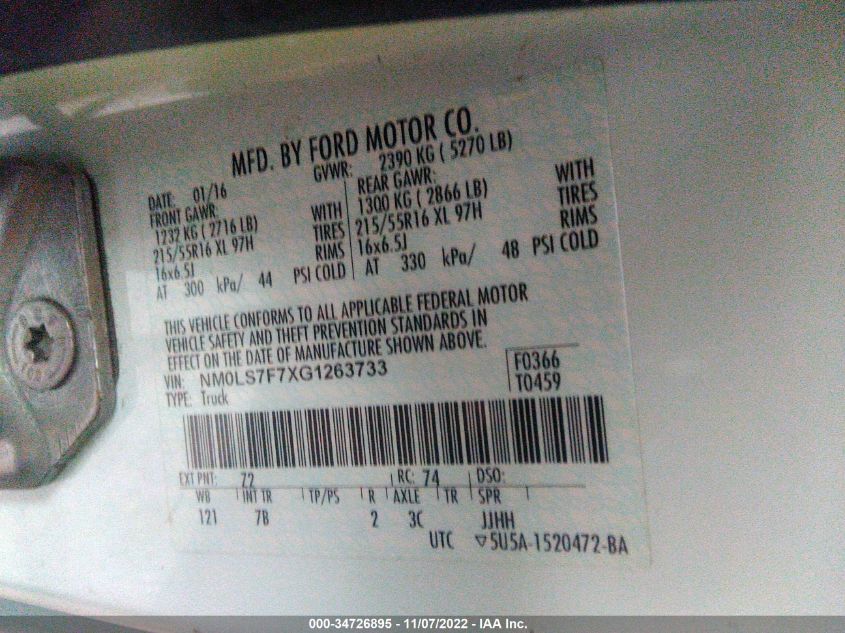 MFD. BY FORD MOTOR CO.
DATE: 01/16 GVWR: 2390 KG ( 5270 LB)
FRONT GAWR: REAR GAWR: WITH
1232 KG ( 2716 LB) WITH 1300 KG ( 2866 LB) TIRES
215/55R16 XL 97H TIRES 215/55R16 XL 97H RIMS
16x6.5J RIMS 16x6.5J
AT 300 kPa/ 44 PSI COLD AT 330 kPa/ 48 PSI COLD
THIS VEHICLE CONFORMS TO ALL APPLICABLE FEDERAL MOTOR
VEHICLE SAFETY AND THEFT PREVENTION STANDARDS IN
EFFECT ON THE DATE OF MANUFACTURE SHOWN ABOVE.
VIN: NM0LS7F7XG1263733 F0366
TYPE: Truck T0459
EXT PNT: 72 RC: 74 DSO:
WB INT TR TP/PS R AXLE TR SPR
121 7B 2 3C JJHH
UTC ▽5U5A-1520472-BA
000-34726895 - 11/07/2022 - IAA Inc.